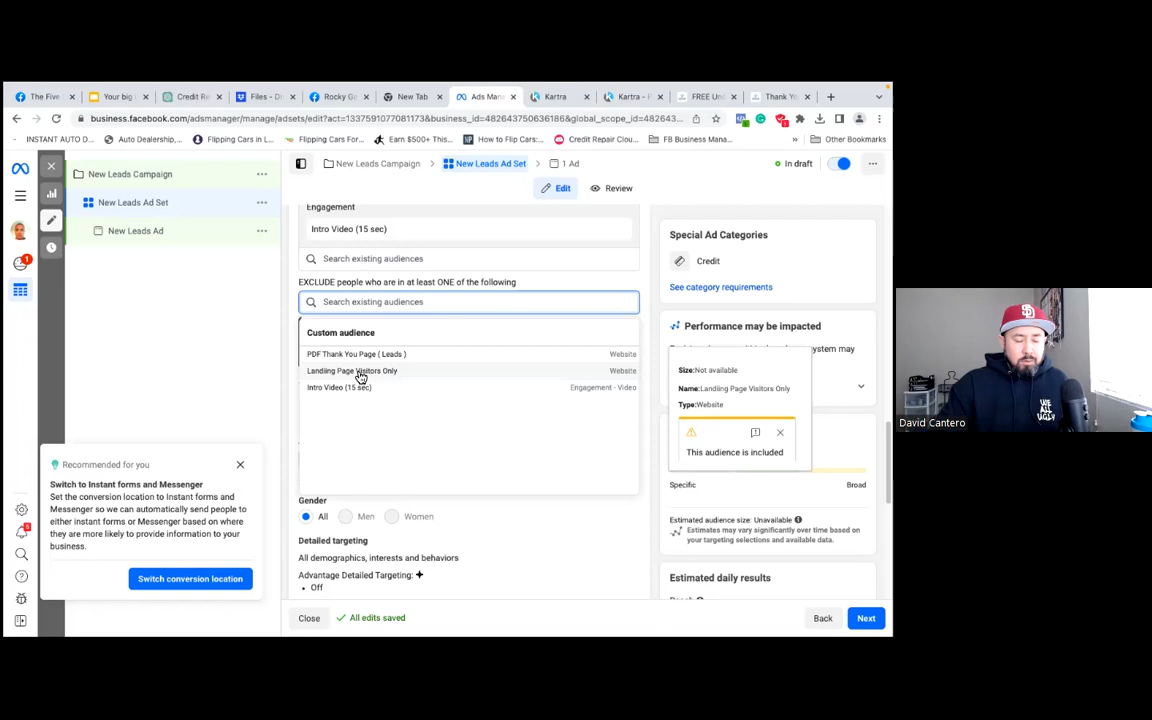 The Five
Your big
Credit Re
Files - D
Rocky Ge
New Tab
Ads Man
Kartra
Kartra - F
FREE Und
Thank Yo
business.facebook.com/adsmanager/manage/adsets/edit?act=1337591077081173&business_id=482643750636186&global_scope_id=482643...
INSTANT AUTO D...
Auto Dealership,...
Flipping Cars in L...
Flipping Cars For...
Earn $500+ This...
How to Flip Cars:...
Credit Repair Clou...
FB Business Mana...
Other Bookmarks
New Leads Campaign
New Leads Ad Set
1 Ad
In draft
New Leads Campaign
New Leads Ad Set
New Leads Ad
Edit
Review
Engagement
Intro Video (15 sec)
Search existing audiences
EXCLUDE people who are in at least ONE of the following
Search existing audiences
Custom audience
PDF Thank You Page ( Leads )
Website
Landiing Page Visitors Only
Website
Intro Video (15 sec)
Engagement - Video
Gender
All
Men
Women
Detailed targeting
All demographics, interests and behaviors
Advantage Detailed Targeting:
Off
Special Ad Categories
Credit
See category requirements
Performance may be impacted
system may
Size:Not available
Name:Landiing Page Visitors Only
Type:Website
This audience is included
Specific
Broad
Estimated audience size: Unavailable
Estimates may vary significantly over time based on
your targeting selections and available data.
Estimated daily results
Recommended for you
Switch to Instant forms and Messenger
Set the conversion location to Instant forms and
Messenger so we can automatically send people to
either instant forms or Messenger based on where
they are more likely to provide information to your
business.
Switch conversion location
Close
All edits saved
Back
Next
WE
ALL
UGLY
David Cantero